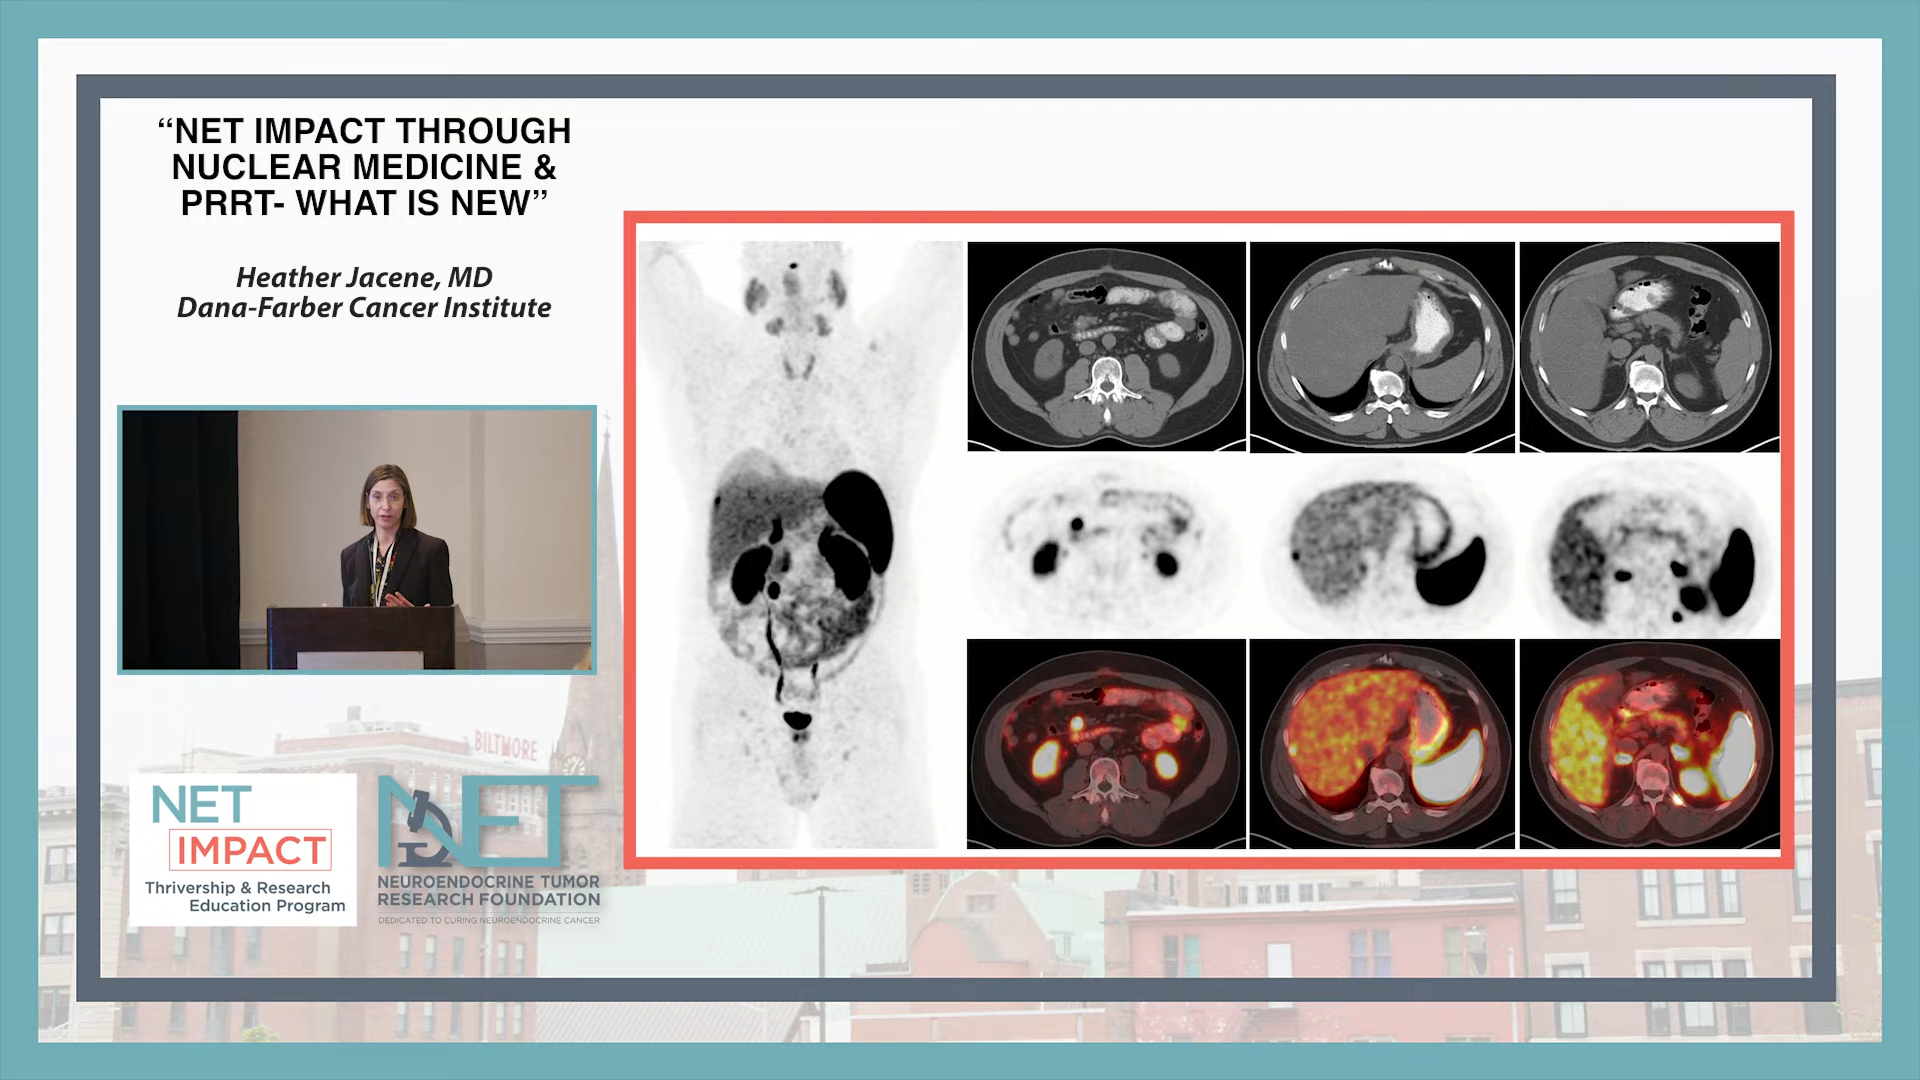 “NET IMPACT THROUGH
NUCLEAR MEDICINE &
PRRT- WHAT IS NEW”
Heather Jacene, MD
Dana-Farber Cancer Institute
BILTMORE
NET
IMPACT
Thrivership & Research
Education Program
NET
NEUROENDOCRINE TUMOR
RESEARCH FOUNDATION
DEDICATED TO CURING NEUROENDOCRINE CANCER